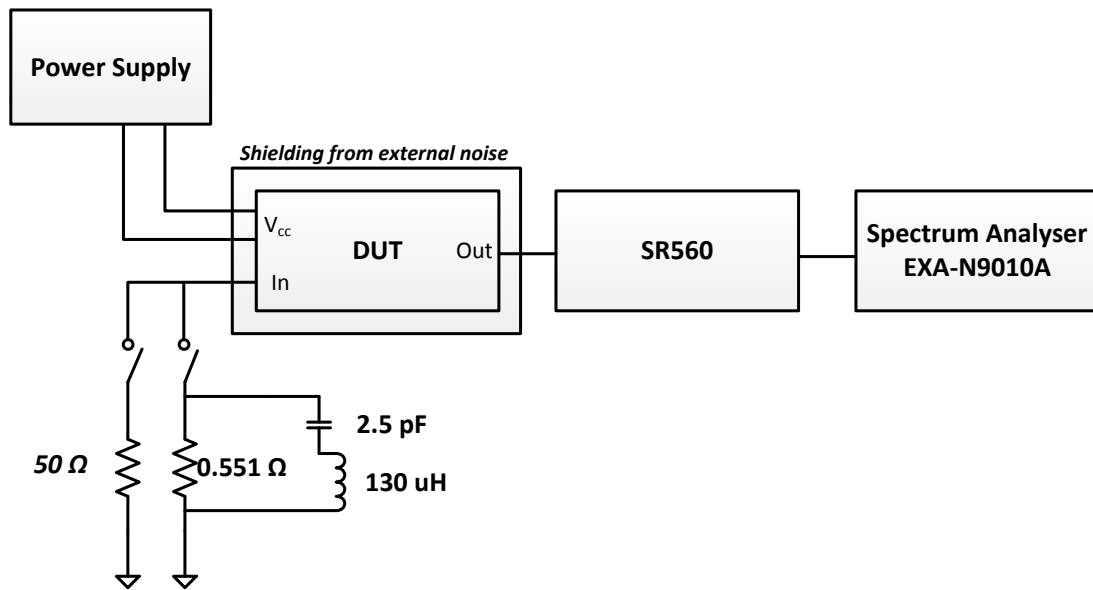 Power Supply
Shielding from external noise
Vcc
DUT
Out
In
SR560
Spectrum Analyser
EXA-N9010A
50 Ω
0.551 Ω
2.5 pF
130 uH